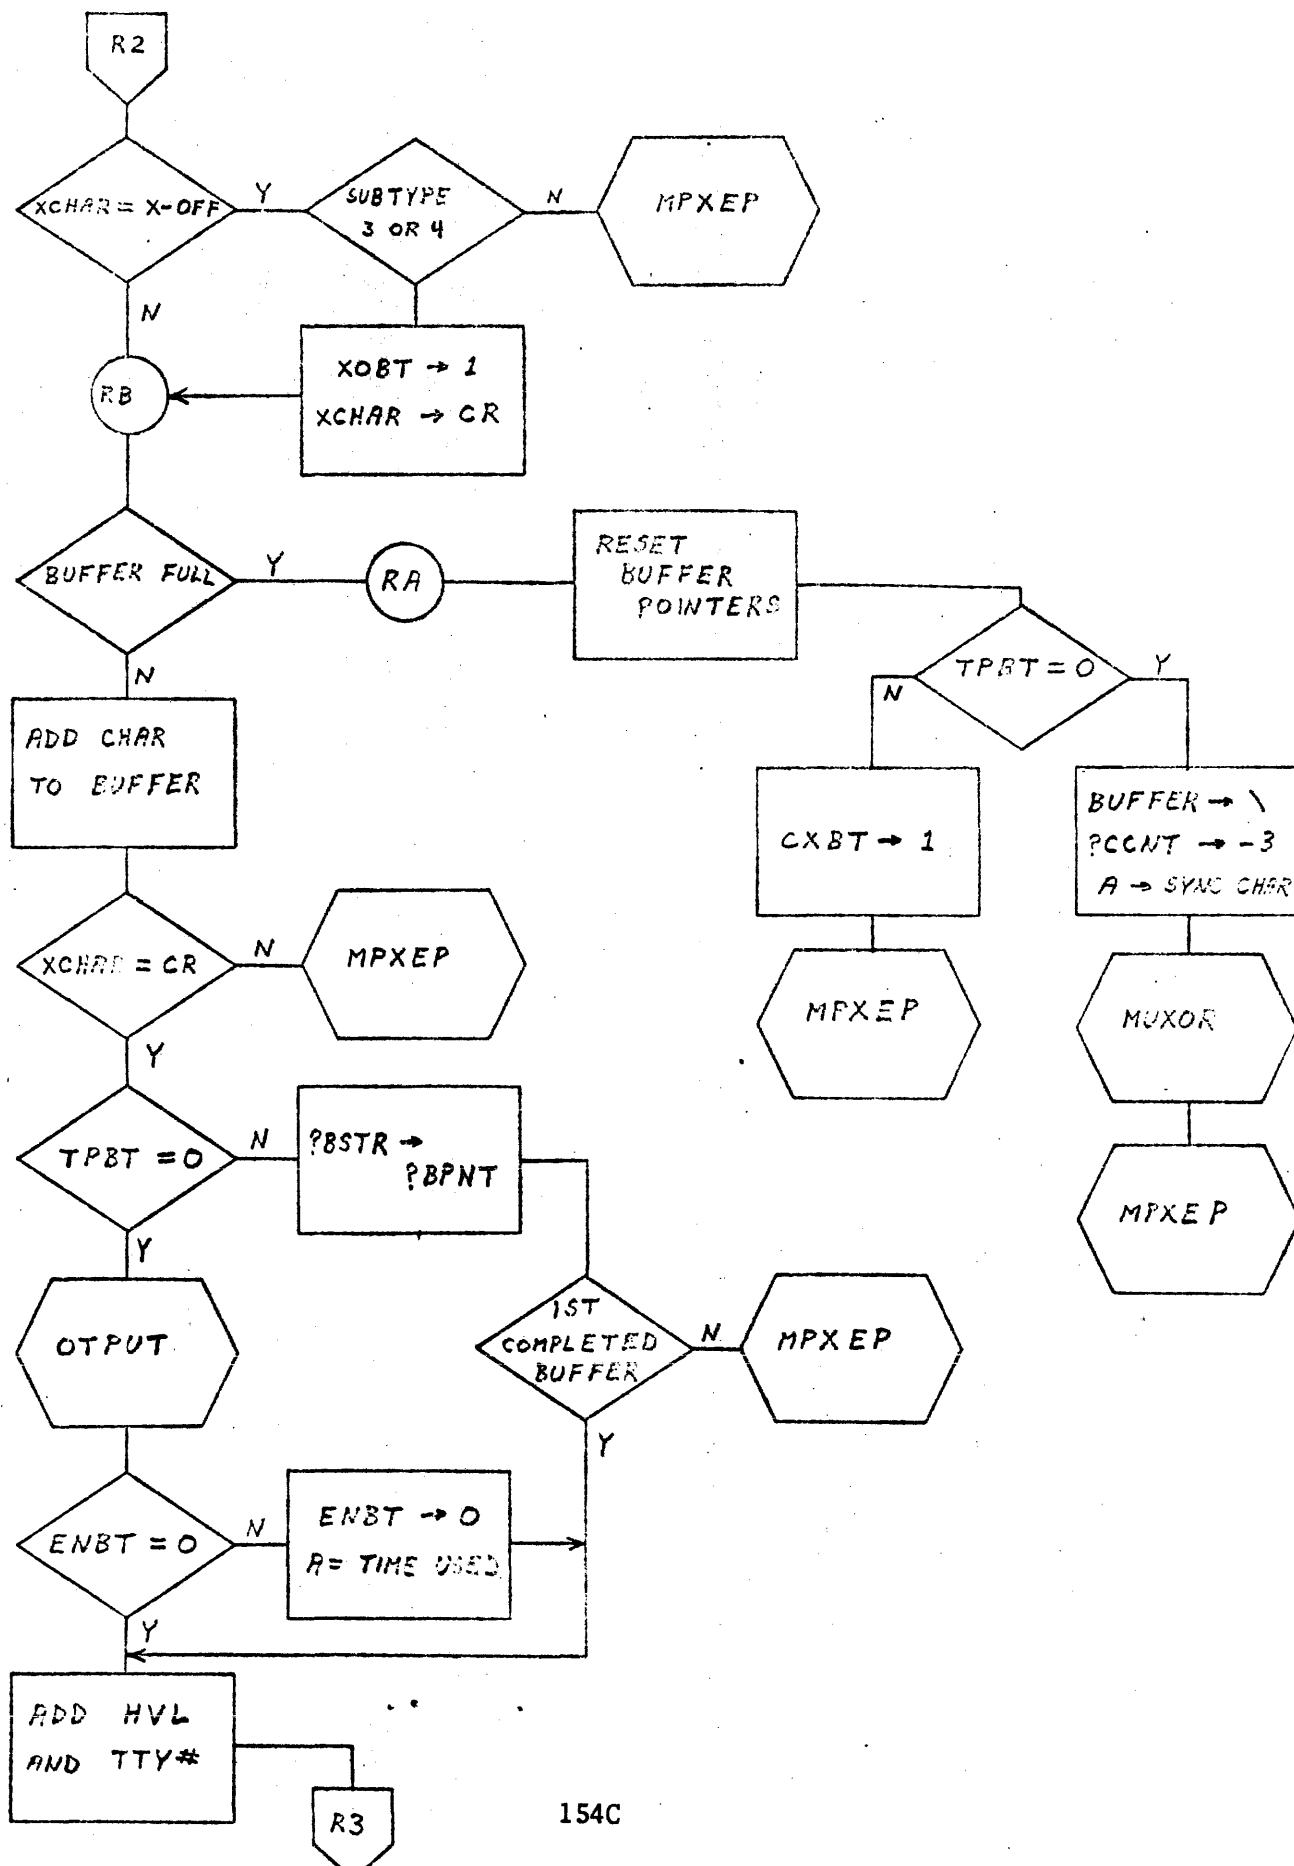 R2
XCHAR = X-OFF
Y
SUBTYPE
3 OR 4
N
MPXEP
N
XOBT → 1
XCHAR → CR
RB
BUFFER FULL
Y
RA
RESET
BUFFER
POINTERS
N
TPBT = 0
N
Y
ADD CHAR
TO BUFFER
CXBT → 1
BUFFER → \
?CCNT → -3
A → SYNC CHAR
XCHAR = CR
N
MPXEP
MPXEP
MUXOR
Y
TPBT = 0
N
?BSTR →
?BPNT
MPXEP
Y
OTPUT
1ST
COMPLETED
BUFFER
N
MPXEP
Y
ENBT = 0
N
ENBT → 0
A = TIME USED
Y
ADD HVL
AND TTY#
R3
154C